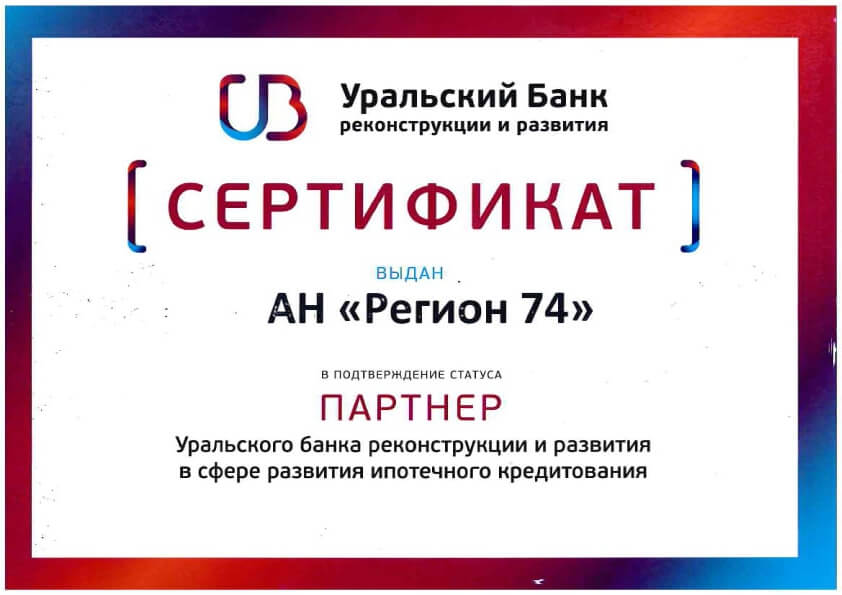 Уральский Банк
реконструкции и развития
[ СЕРТИФИКАТ ]
ВЫДАН
АН «Регион 74»
В ПОДТВЕРЖДЕНИЕ СТАТУСА
ПАРТНЕР
Уральского банка реконструкции и развития
в сфере развития ипотечного кредитования